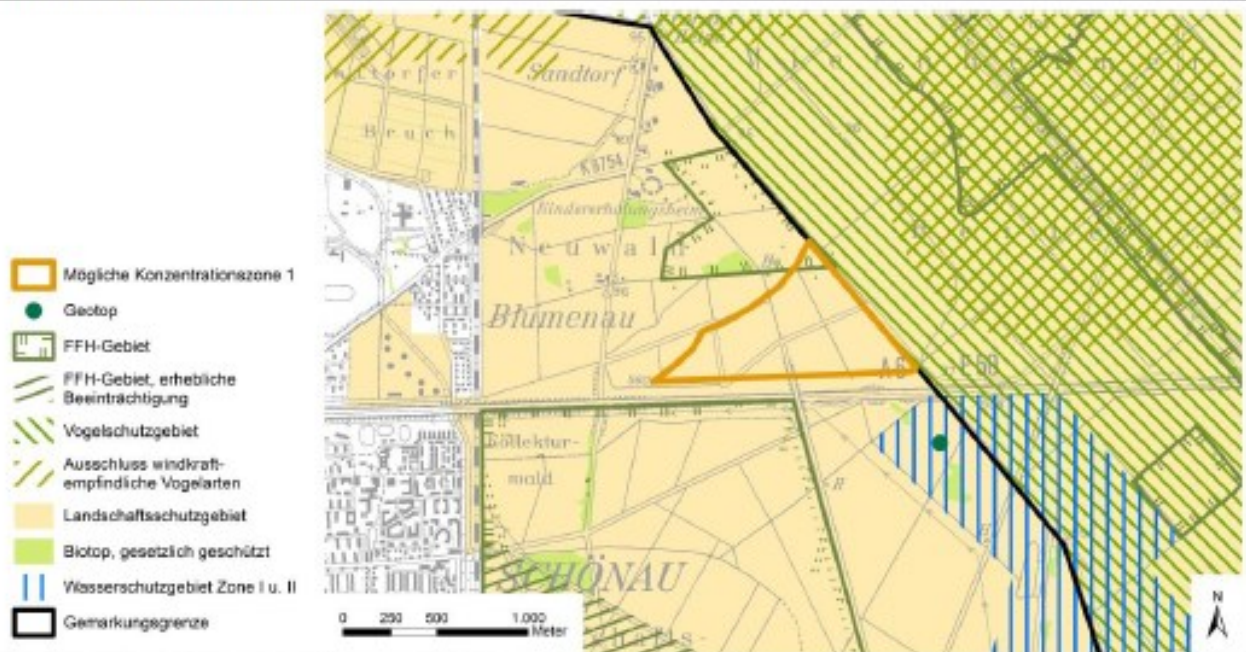 Mögliche Konzentrationszone 1
Geotop
FFH-Gebiet
FFH-Gebiet, erhebliche
Beeinträchtigung
Vogelschutzgebiet
Ausschluss windkraft-
empfindliche Vogelarten
Landschaftsschutzgebiet
Biotop, gesetzlich geschützt
Wasserschutzgebiet Zone I u. II
Gemarkungsgrenze
Sandtorf
Bruch
K9754
Kindererholungsheim
Neuwald
Blumenau
A 6
E 50
Kollektur-
wald
SCHÖNAU
0 250 500 1.000
Meter
N